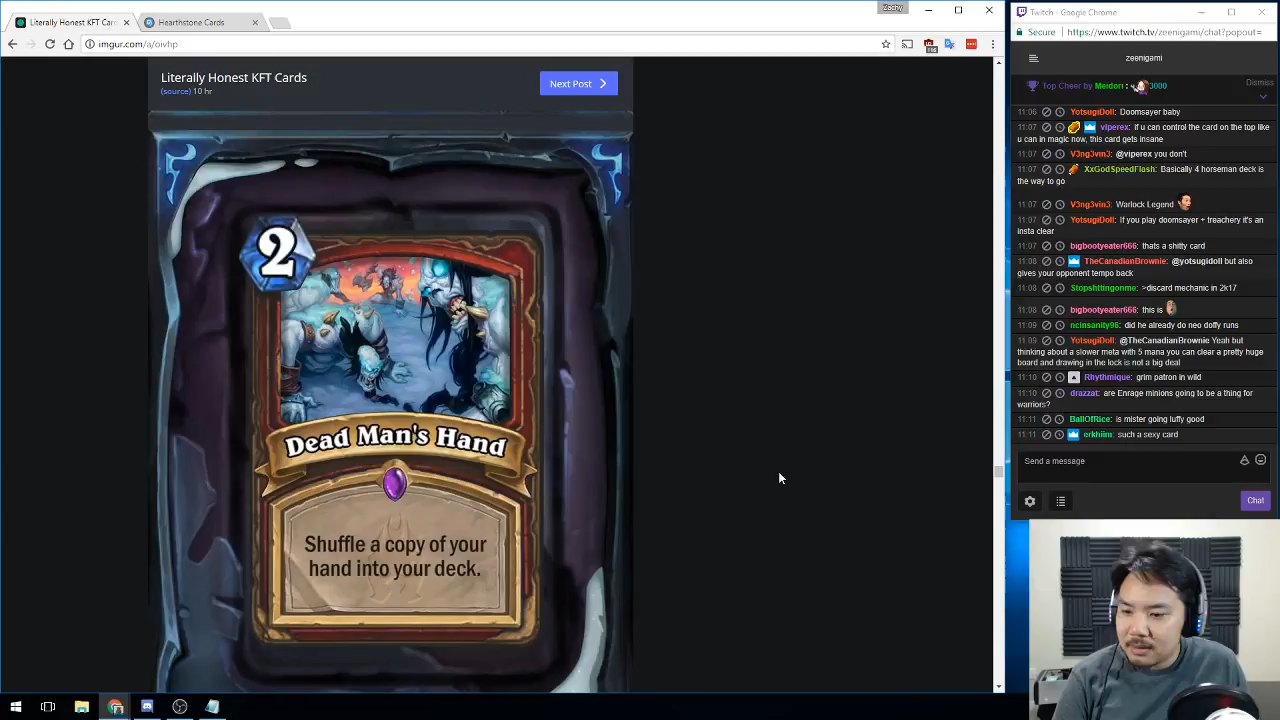 Literally Honest KFT Card
Hearthstone Cards
Zachy
Twitch - Google Chrome
imgur.com/a/oivhp
Secure https://www.twitch.tv/zeenigami/chat?popout=
Literally Honest KFT Cards
(source) 10 hr
Next Post
2
Dead Man's Hand
Shuffle a copy of your
hand into your deck.
zeenigami
Top Cheer by Meidori : 3000
Dismiss
11:06 YotsugiDoll: Doomsayer baby
11:07 viperex: if u can control the card on the top like
u can in magic now, this card gets insane
11:07 V3ng3vin3: @viperex you don't
11:07 XxGodSpeedFlash: Basically 4 horseman deck is
the way to go
11:07 V3ng3vin3: Warlock Legend
11:07 YotsugiDoll: If you play doomsayer + treachery it's an
insta clear
11:07 bigbootyeater666: thats a shitty card
11:08 TheCanadianBrownie: @yotsugidoll but also
gives your opponent tempo back
11:08 Stopshttingonme: >discard mechanic in 2k17
11:08 bigbootyeater666: this is
11:09 ncinsanity96: did he already do neo doffy runs
11:09 YotsugiDoll: @TheCanadianBrownie Yeah but
thinking about a slower meta with 5 mana you can clear a pretty huge
board and drawing in the lock is not a big deal
11:10 Rhythmique: grim patron in wild
11:10 drazzat: are Enrage minions going to be a thing for
warriors?
11:11 BallOfRice: is mister going luffy good
11:11 erkhiim: such a sexy card
Send a message
Chat